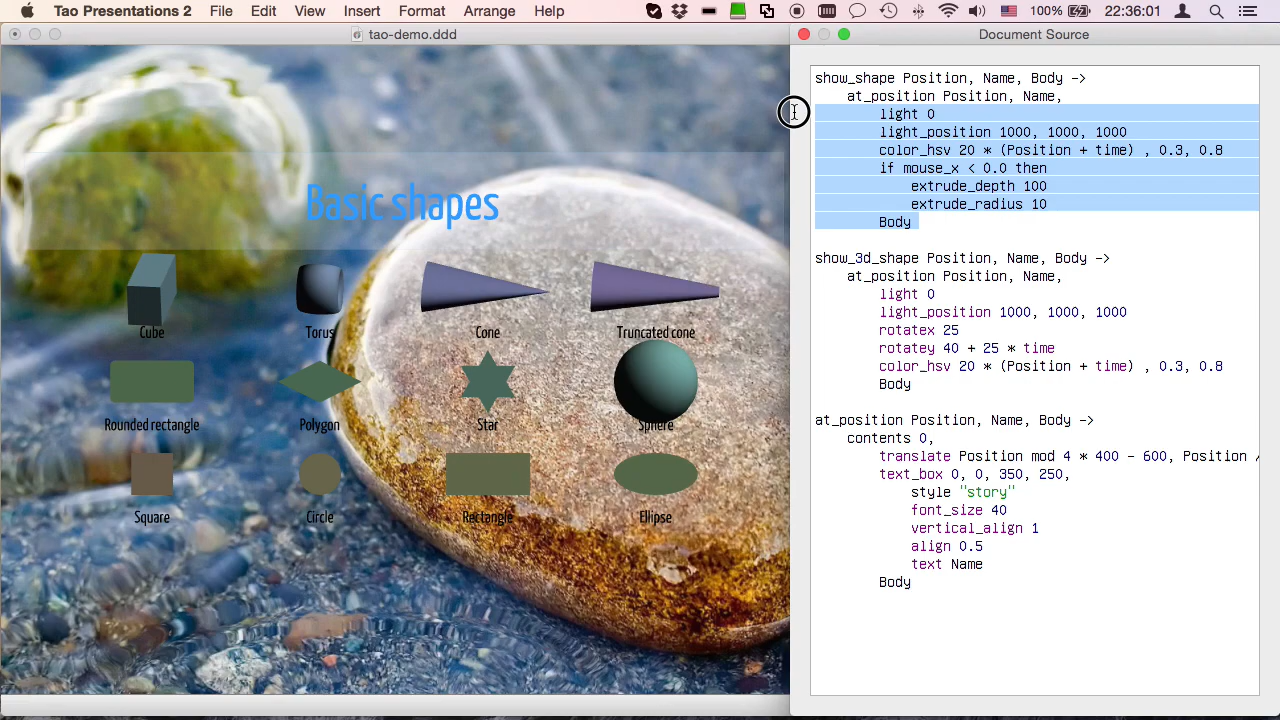 Tao Presentations 2 File Edit View Insert Format Arrange Help 100% 22:36:01
tao-demo.ddd
Document Source
Basic shapes
Cube Torus Cone Truncated cone
Rounded rectangle Polygon Star Sphere
Square Circle Rectangle Ellipse
show_shape Position, Name, Body ->
at_position Position, Name,
light 0
light_position 1000, 1000, 1000
color_hsv 20 * (Position + time) , 0.3, 0.8
if mouse_x < 0.0 then
extrude_depth 100
extrude_radius 10
Body
show_3d_shape Position, Name, Body ->
at_position Position, Name,
light 0
light_position 1000, 1000, 1000
rotatex 25
rotatey 40 + 25 * time
color_hsv 20 * (Position + time) , 0.3, 0.8
Body
at_position Position, Name, Body ->
contents 0,
translate Position mod 4 * 400 - 600, Position /
text_box 0, 0, 350, 250,
style "story"
font_size 40
vertical_align 1
align 0.5
text Name
Body